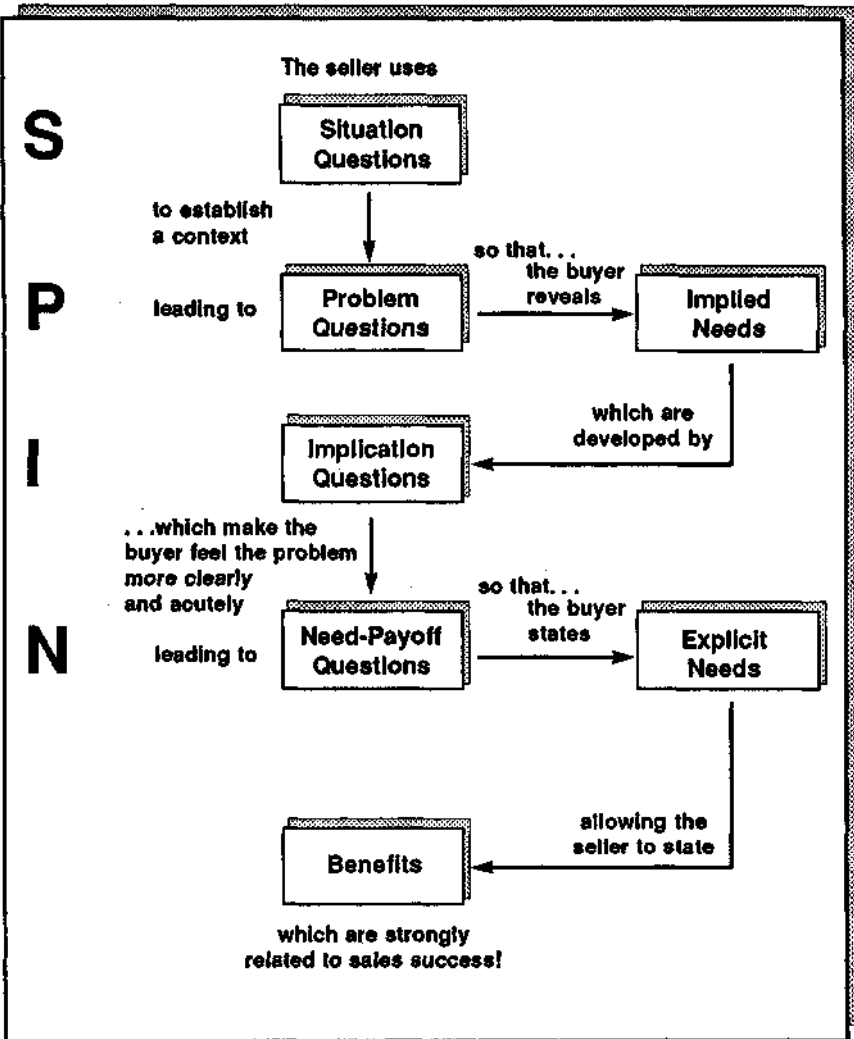 The seller uses
S
Situation
Questions
to establish
a context
P
leading to
Problem
Questions
so that. . .
the buyer
reveals
Implied
Needs
which are
developed by
I
Implication
Questions
. . .which make the
buyer feel the problem
more clearly
and acutely
N
leading to
Need-Payoff
Questions
so that. . .
the buyer
states
Explicit
Needs
allowing the
seller to state
Benefits
which are strongly
related to sales success!